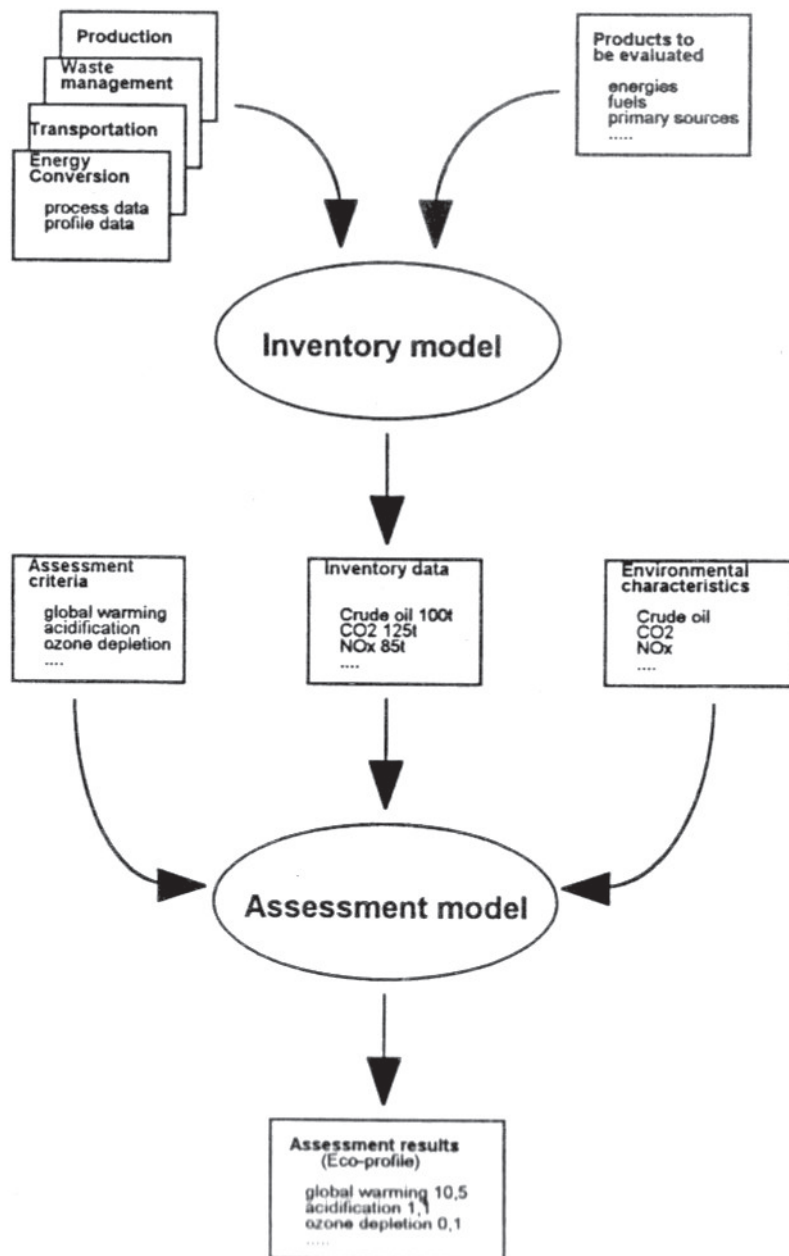 Production
Waste
management
Transportation
Energy
Conversion
process data
profile data
Products to
be evaluated
energies
fuels
primary sources
.....
Inventory model
Assessment
criteria
global warming
acidification
ozone depletion
....
Inventory data
Crude oil 100t
CO2 125t
NOx 85t
....
Environmental
characteristics
Crude oil
CO2
NOx
....
Assessment model
Assessment results
(Eco-profile)
global warming 10,5
acidification 1,1
ozone depletion 0,1
.....